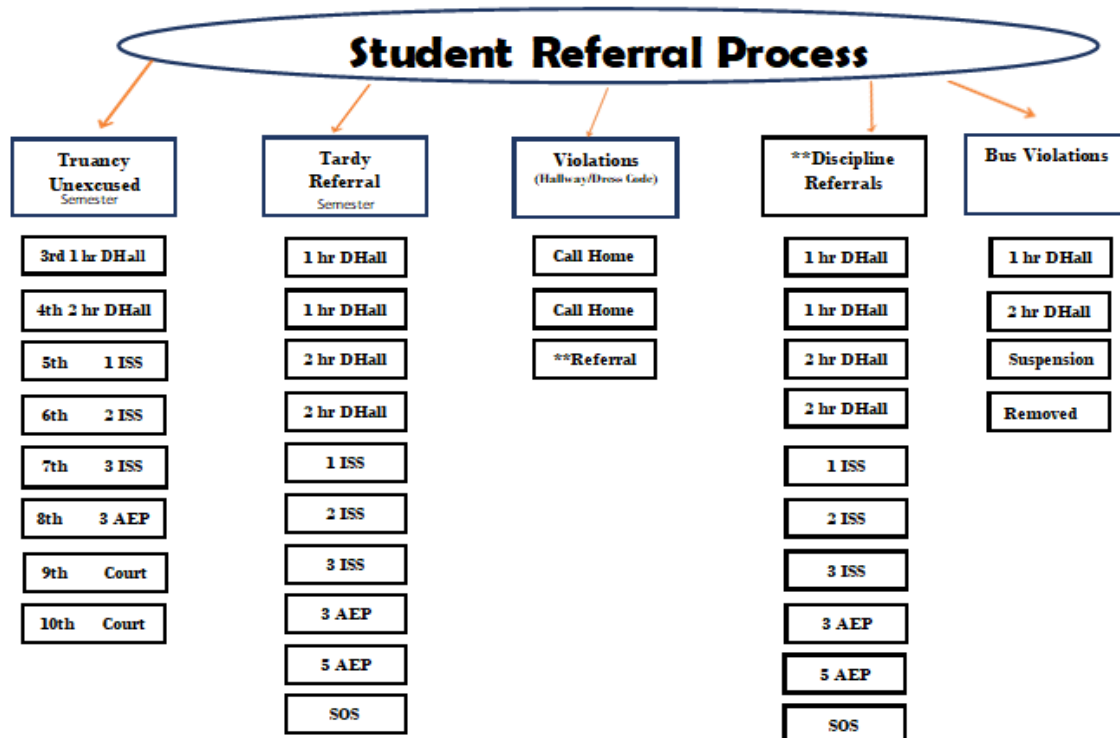 Student Referral Process
Truancy
Unexcused
Semester
3rd 1 hr DHall
4th 2 hr DHall
5th 1 ISS
6th 2 ISS
7th 3 ISS
8th 3 AEP
9th Court
10th Court
Tardy
Referral
Semester
1 hr DHall
1 hr DHall
2 hr DHall
2 hr DHall
1 ISS
2 ISS
3 ISS
3 AEP
5 AEP
SOS
Violations
(Hallway/Dress Code)
Call Home
Call Home
**Referral
**Discipline
Referrals
1 hr DHall
1 hr DHall
2 hr DHall
2 hr DHall
1 ISS
2 ISS
3 ISS
3 AEP
5 AEP
SOS
Bus Violations
1 hr DHall
2 hr DHall
Suspension
Removed